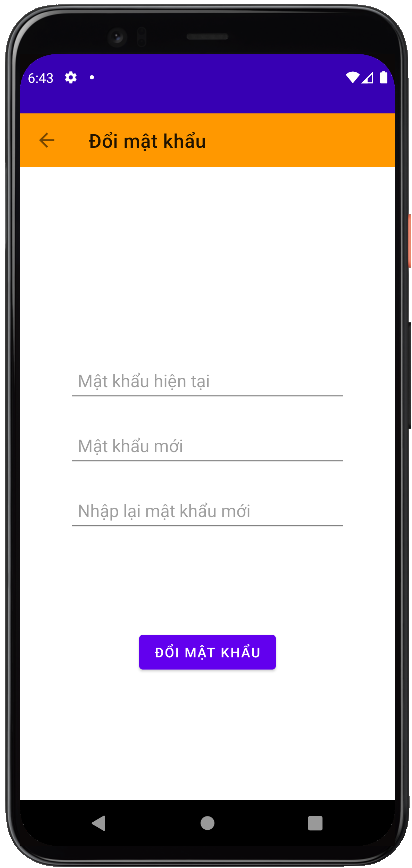 6:43
Đổi mật khẩu
Mật khẩu hiện tại
Mật khẩu mới
Nhập lại mật khẩu mới
ĐỔI MẬT KHẨU